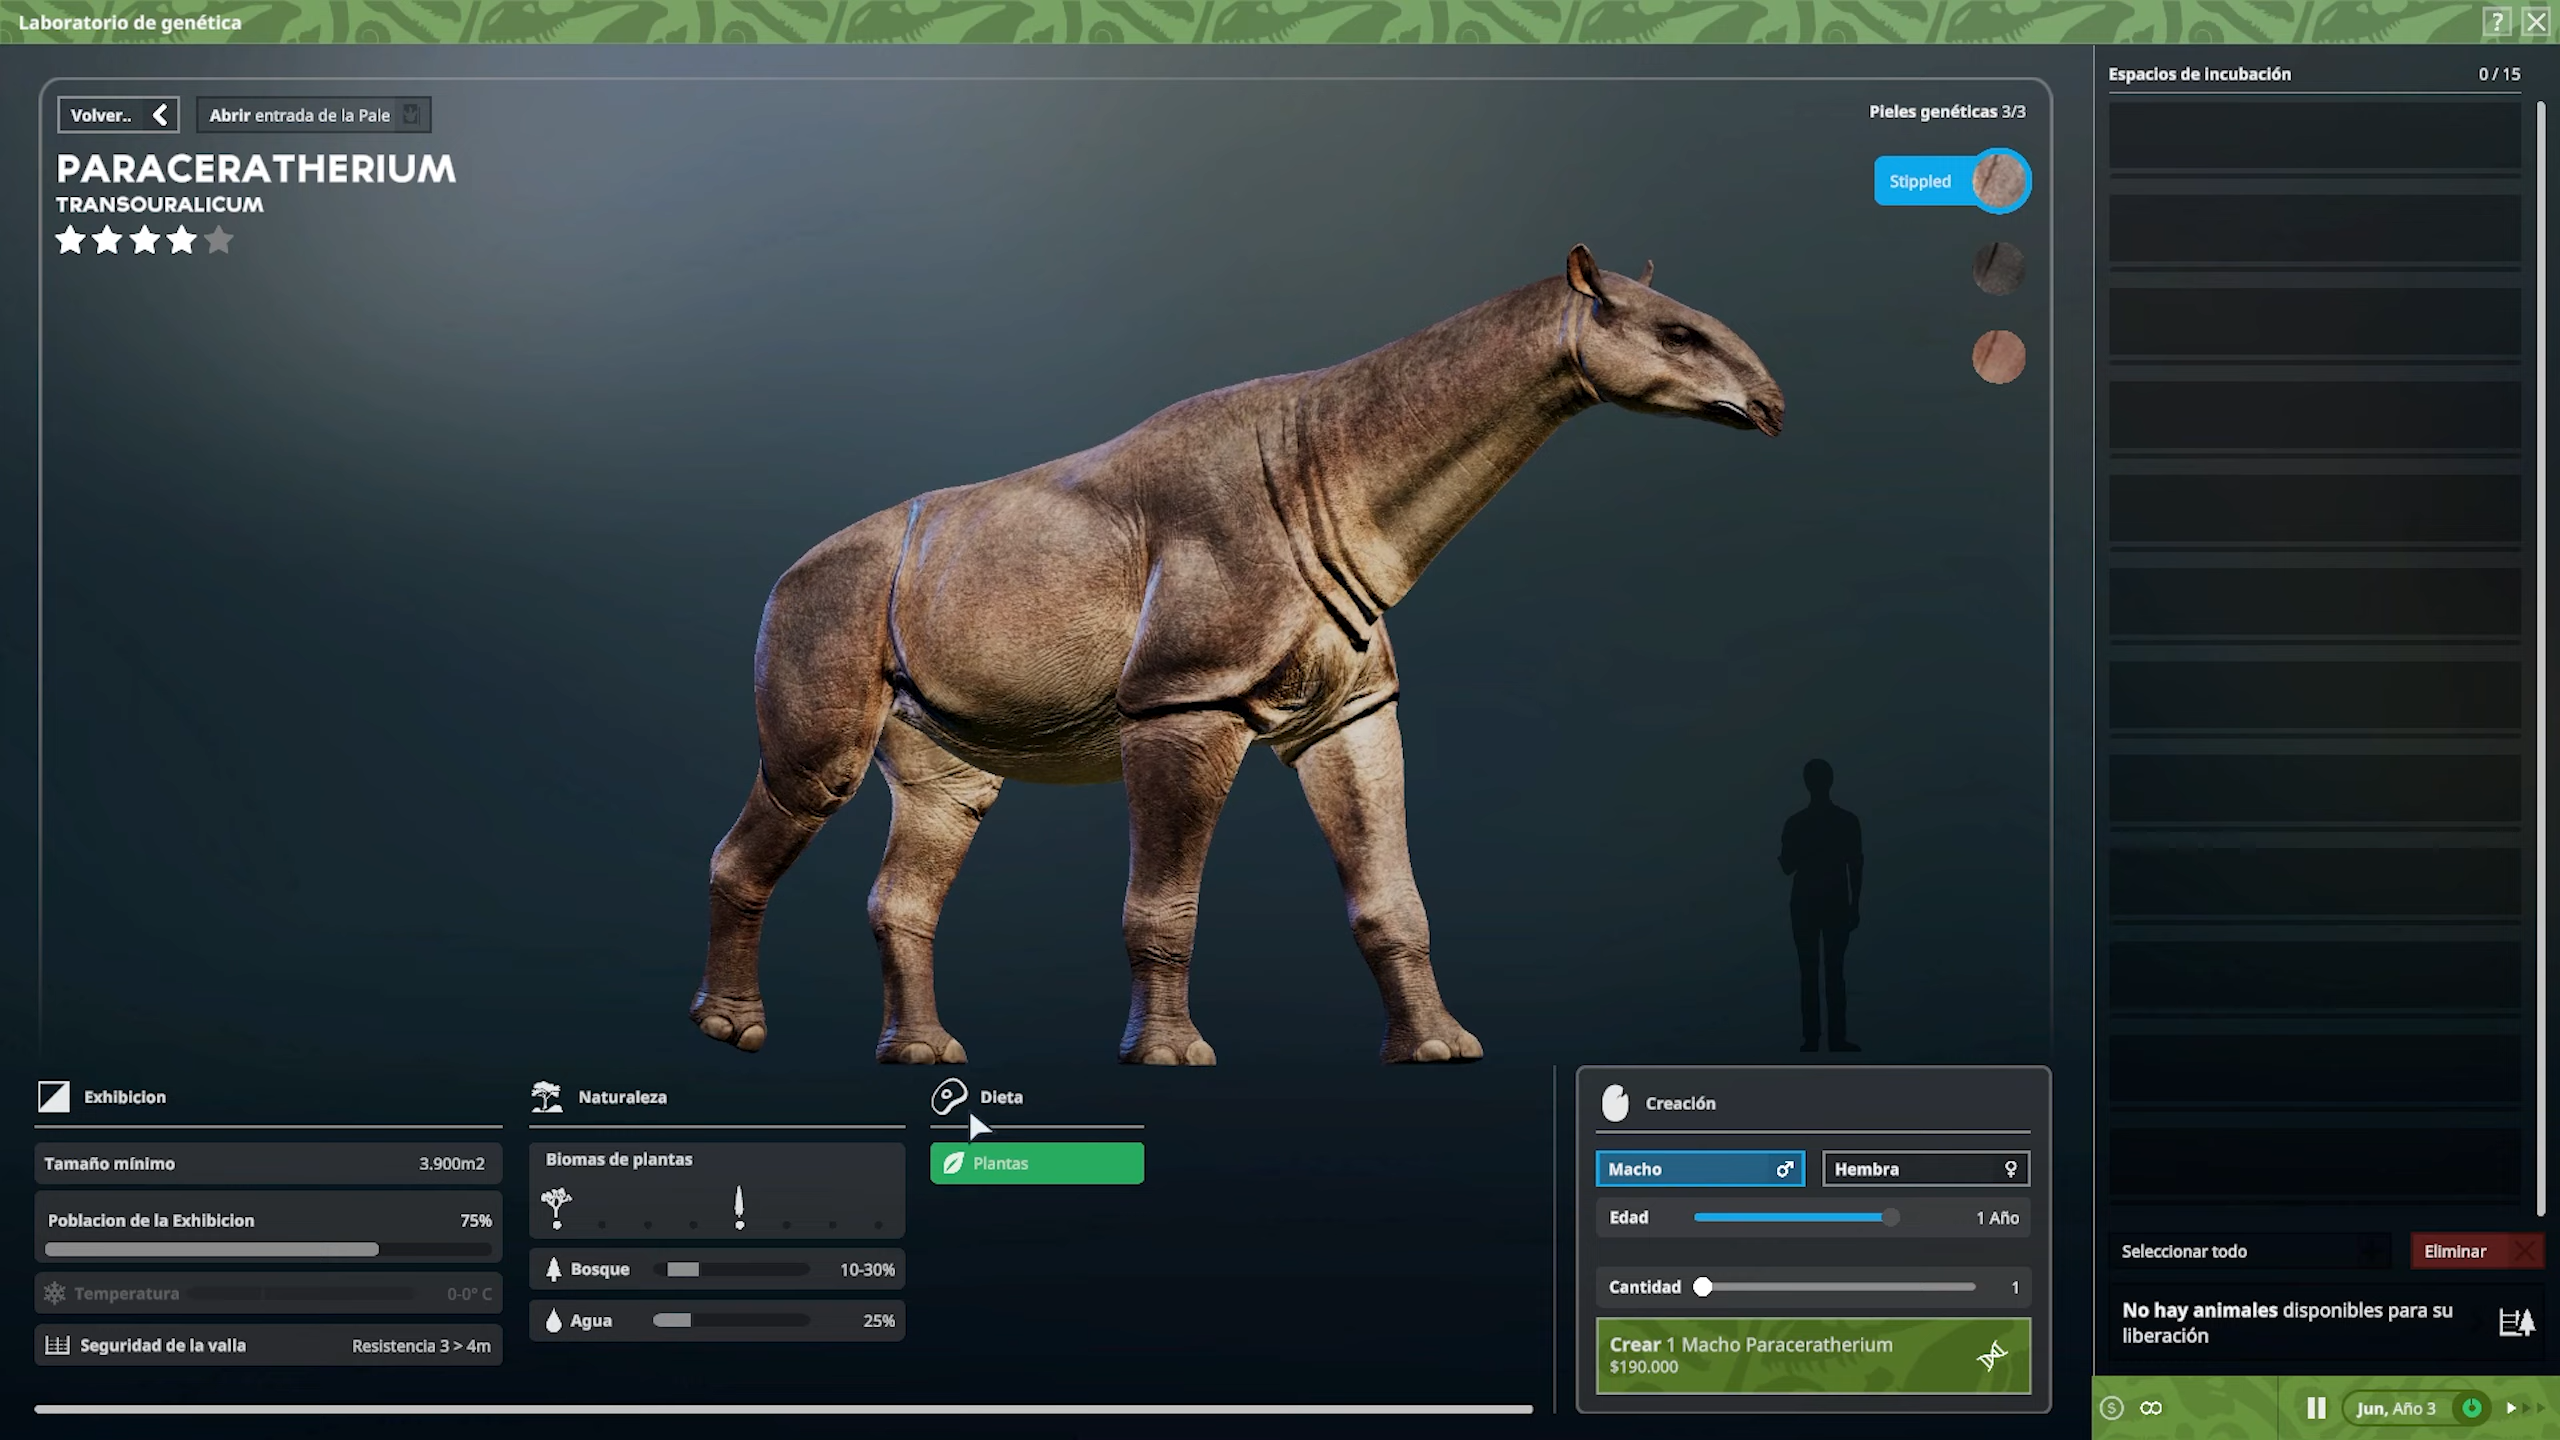 Laboratorio de genética
?
Volver..
Abrir entrada de la Pale
PARACERATHERIUM
TRANSOURALICUM
Pieles genéticas 3/3
Stippled
Espacios de incubación 0 / 15
Exhibicion
Tamaño mínimo 3.900m2
Poblacion de la Exhibicion 75%
Temperatura 0-0° C
Seguridad de la valla Resistencia 3 > 4m
Naturaleza
Biomas de plantas
Bosque 10-30%
Agua 25%
Dieta
Plantas
Creación
Macho
Hembra
Edad 1 Año
Cantidad 1
Crear 1 Macho Paraceratherium
$190.000
Seleccionar todo
Eliminar
No hay animales disponibles para su
liberación
Jun, Año 3